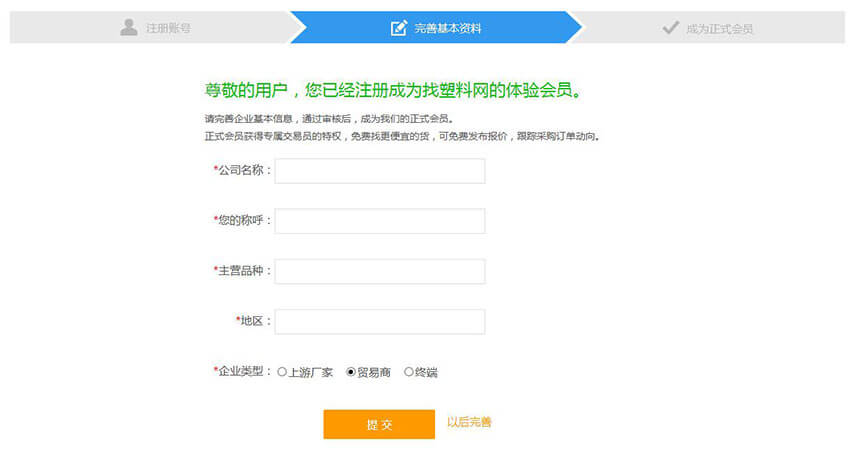 注册账号 完善基本资料 成为正式会员
尊敬的用户，您已经注册成为找塑料网的体验会员。
请完善企业基本信息，通过审核后，成为我们的正式会员。
正式会员获得专属交易员的特权，免费找更便宜的货，可免费发布报价，跟踪采购订单动向。
*公司名称：
*您的称呼：
*主营品种：
*地区：
*企业类型： 上游厂家 贸易商 终端
提 交 以后完善